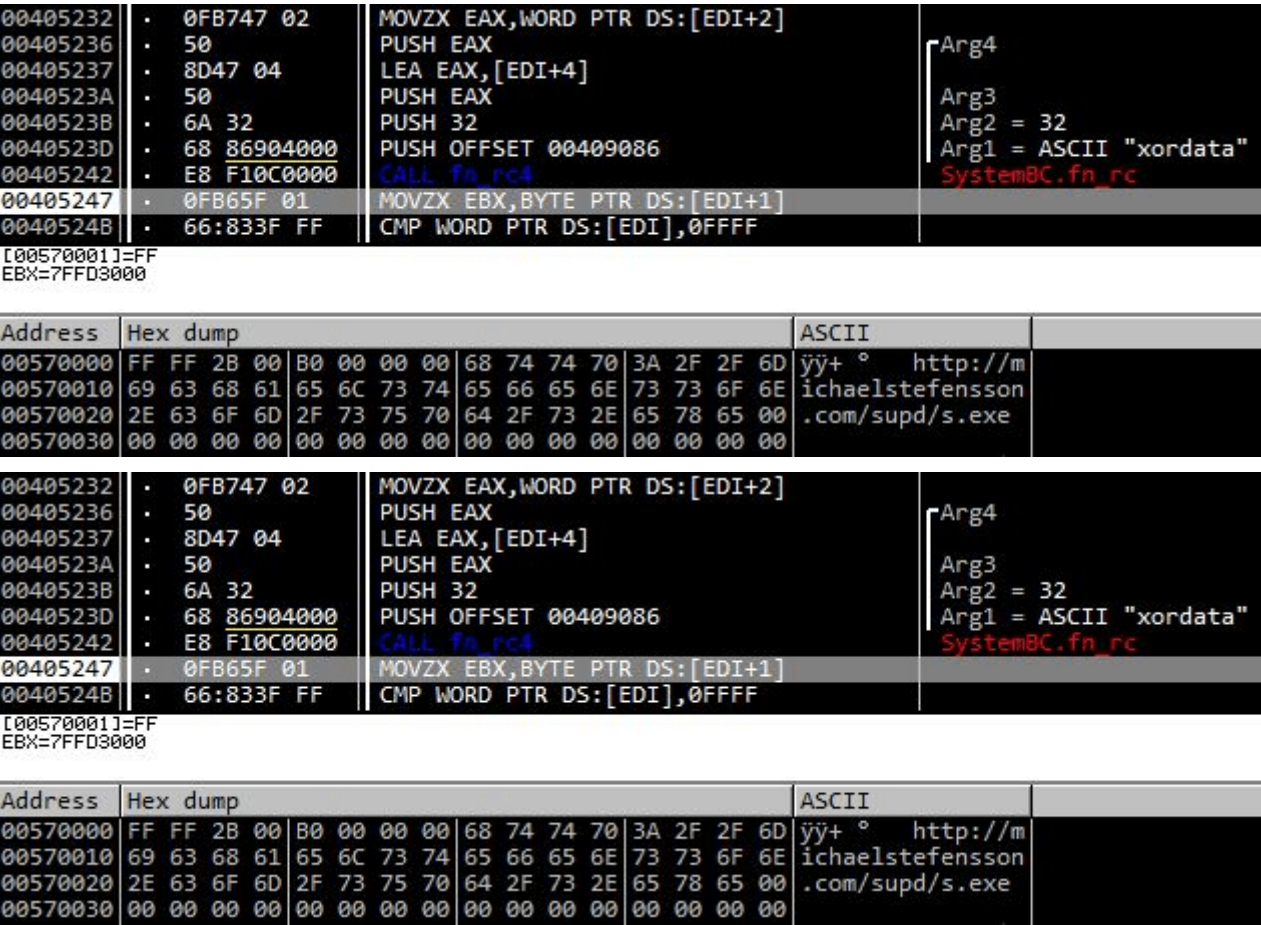 00405232 · 0FB747 02 MOVZX EAX,WORD PTR DS:[EDI+2]
00405236 · 50 PUSH EAX Arg4
00405237 · 8D47 04 LEA EAX,[EDI+4]
0040523A · 50 PUSH EAX Arg3
0040523B · 6A 32 PUSH 32 Arg2 = 32
0040523D · 68 86904000 PUSH OFFSET 00409086 Arg1 = ASCII "xordata"
00405242 · E8 F10C0000 CALL fn_rc4 SystemBC.fn_rc
00405247 · 0FB65F 01 MOVZX EBX,BYTE PTR DS:[EDI+1]
0040524B · 66:833F FF CMP WORD PTR DS:[EDI],0FFFF
[00570001]=FF
EBX=7FFD3000
Address Hex dump ASCII
00570000 FF FF 2B 00 B0 00 00 00 68 74 74 70 3A 2F 2F 6D ÿÿ+ ° http://m
00570010 69 63 68 61 65 6C 73 74 65 66 65 6E 73 73 6F 6E ichaelstefensson
00570020 2E 63 6F 6D 2F 73 75 70 64 2F 73 2E 65 78 65 00 .com/supd/s.exe
00570030 00 00 00 00 00 00 00 00 00 00 00 00 00 00 00 00
00405232 · 0FB747 02 MOVZX EAX,WORD PTR DS:[EDI+2]
00405236 · 50 PUSH EAX Arg4
00405237 · 8D47 04 LEA EAX,[EDI+4]
0040523A · 50 PUSH EAX Arg3
0040523B · 6A 32 PUSH 32 Arg2 = 32
0040523D · 68 86904000 PUSH OFFSET 00409086 Arg1 = ASCII "xordata"
00405242 · E8 F10C0000 CALL fn_rc4 SystemBC.fn_rc
00405247 · 0FB65F 01 MOVZX EBX,BYTE PTR DS:[EDI+1]
0040524B · 66:833F FF CMP WORD PTR DS:[EDI],0FFFF
[00570001]=FF
EBX=7FFD3000
Address Hex dump ASCII
00570000 FF FF 2B 00 B0 00 00 00 68 74 74 70 3A 2F 2F 6D ÿÿ+ ° http://m
00570010 69 63 68 61 65 6C 73 74 65 66 65 6E 73 73 6F 6E ichaelstefensson
00570020 2E 63 6F 6D 2F 73 75 70 64 2F 73 2E 65 78 65 00 .com/supd/s.exe
00570030 00 00 00 00 00 00 00 00 00 00 00 00 00 00 00 00